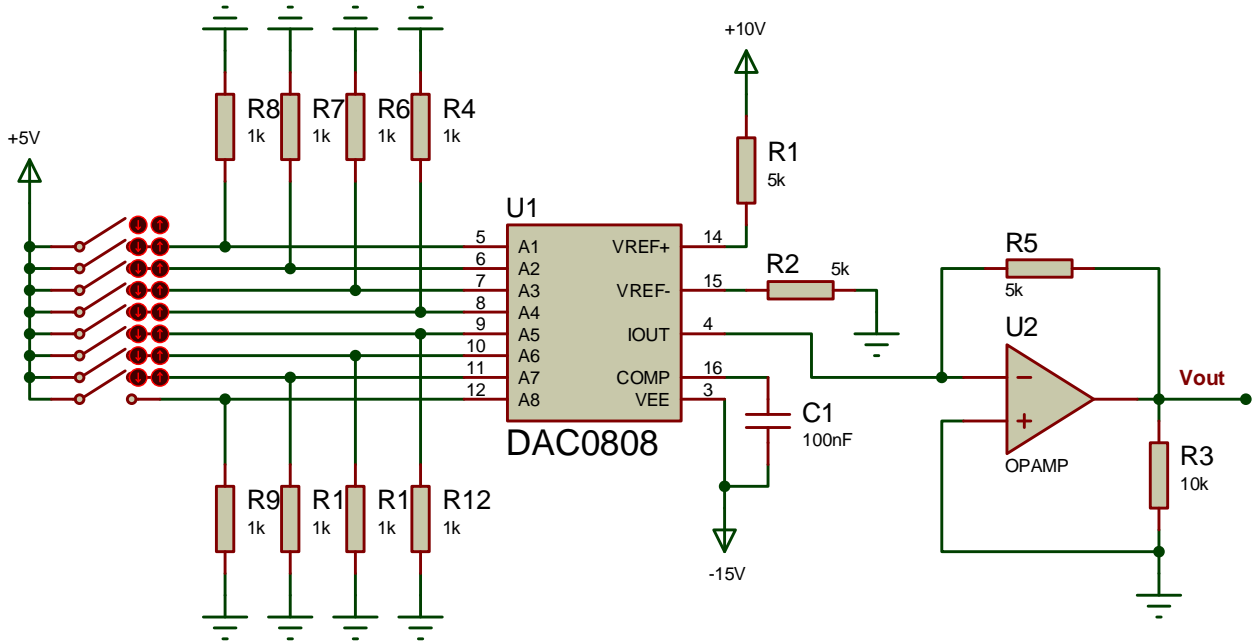 +10V
R8
1k
R7
1k
R6
1k
R4
1k
+5V
R1
5k
U1
5
A1
6
A2
7
A3
8
A4
9
A5
10
A6
11
A7
12
A8
VREF+
14
VREF-
15
IOUT
4
COMP
16
VEE
3
DAC0808
R2
5k
R5
5k
U2
OPAMP
Vout
C1
100nF
R3
10k
R9
1k
R1
1k
R1
1k
R12
1k
-15V